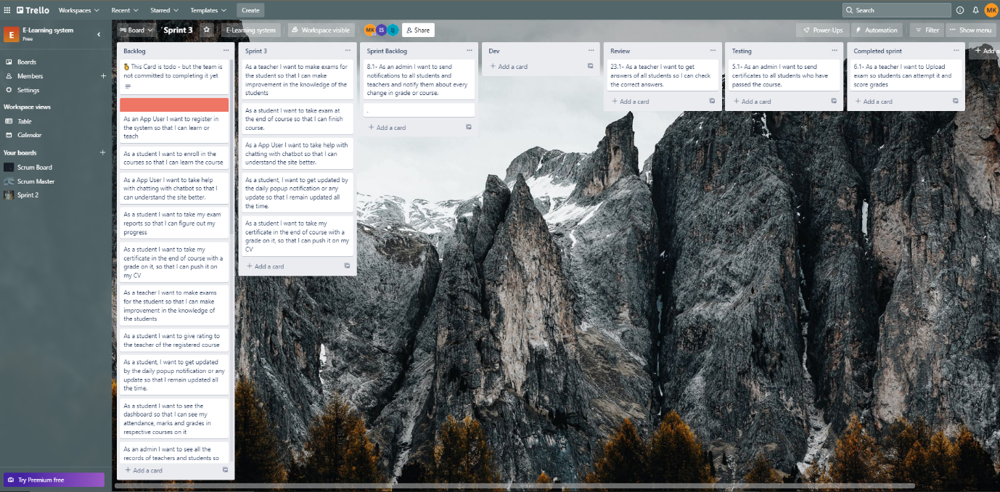 Trello
Workspaces
Recent
Starred
Templates
Create
Search
MK
E
E-Learning system
Free
Boards
Members
Settings
Workspace views
Table
Calendar
Your boards
Scrum Board
Scrum Master
Sprint 2
Try Premium free
Board
Sprint 3
E-Learning system
Workspace visible
MK
IS
IJ
Share
Power-Ups
Automation
Filter
Show menu
Backlog
This Card is todo - but the team is
not committed to completing it yet
As an App User I want to register in
the system so that I can learn or
teach
As a student I want to enroll in the
courses so that I can learn the course
As a App User I want to take help
with chatting with chatbot so that I
can understand the site better.
As a student I want to take my exam
reports so that I can figure out my
progress
As a student I want to take my
certificate in the end of course with a
grade on it, so that I can push it on
my CV
As a teacher I want to make exams
for the student so that I can make
improvement in the knowledge of
the students
As a student I want to give rating to
the teacher of the registered course
As a student, I want to get updated
by the daily popup notification or any
update so that I remain updated all
the time.
As a student I want to see the
dashboard so that I can see my
attendance, marks and grades in
respective courses on it
As an admin I want to see all the
records of teachers and students so
+ Add a card
Sprint 3
As a teacher I want to make exams for
the student so that I can make
improvement in the knowledge of the
students
As a student I want to take exam at
the end of course so that I can finish
course.
As a App User I want to take help with
chatting with chatbot so that I can
understand the site better.
As a student, I want to get updated by
the daily popup notification or any
update so that I remain updated all
the time.
As a student I want to take my
certificate in the end of course with a
grade on it, so that I can push it on my
CV
+ Add a card
Sprint Backlog
8.1- As an admin I want to send
notifications to all students and
teachers and notify them about every
change in grade or course.
.
+ Add a card
Dev
+ Add a card
Review
23.1- As a teacher I want to get
answers of all students so I can check
the correct answers.
+ Add a card
Testing
5.1- As an admin I want to send
certificates to all students who have
passed the course.
+ Add a card
Completed sprint
6.1- As a teacher I want to Upload
exam so students can attempt it and
score grades
+ Add a card
+ Add a